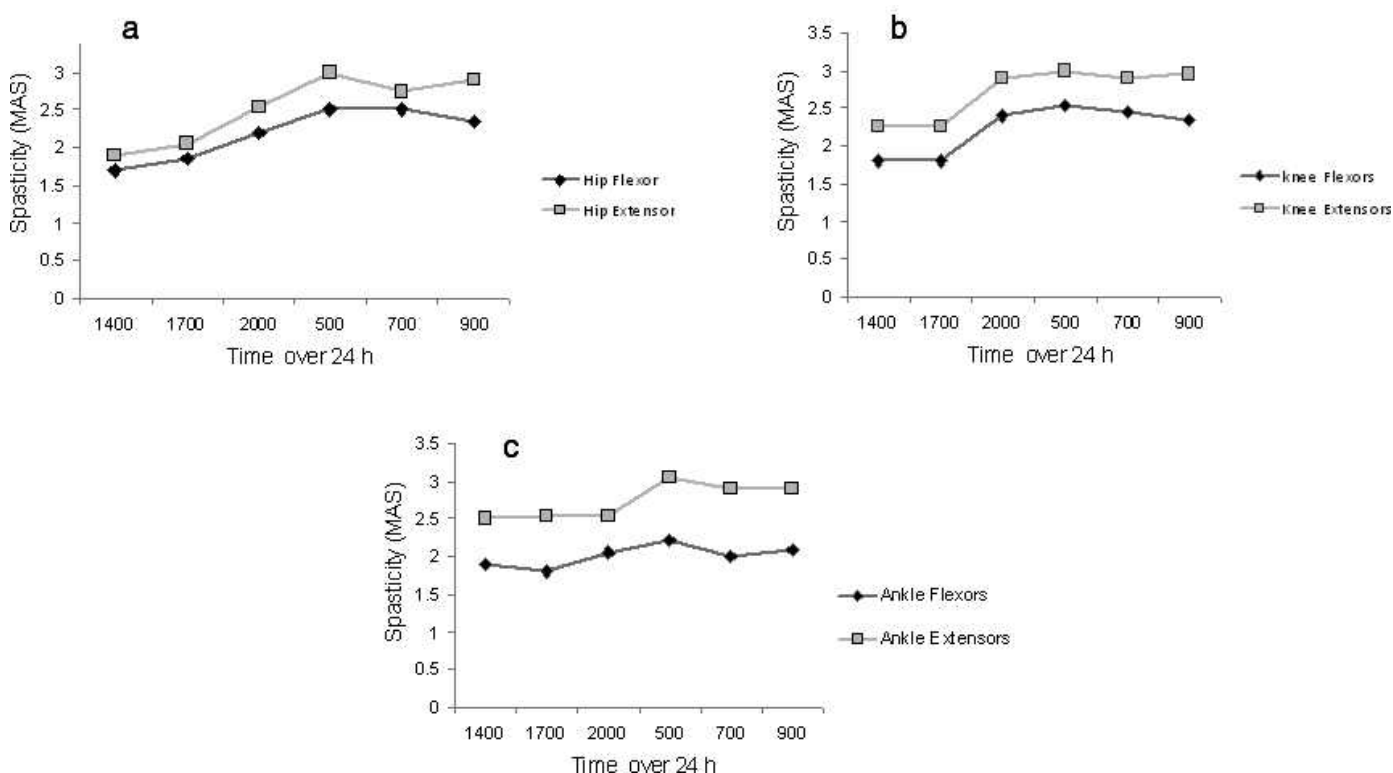 a
Spasticity (MAS)
3
2.5
2
1.5
1
0.5
0
1400 1700 2000 500 700 900
Time over 24 h
Hip Flexor
Hip Extensor
b
Spasticity (MAS)
3.5
3
2.5
2
1.5
1
0.5
0
1400 1700 2000 500 700 900
Time over 24 h
knee Flexors
Knee Extensors
c
Spasticity (MAS)
3.5
3
2.5
2
1.5
1
0.5
0
1400 1700 2000 500 700 900
Time over 24 h
Ankle Flexors
Ankle Extensors